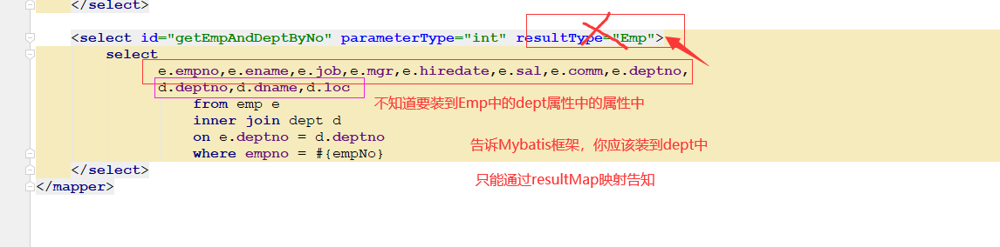 </select>
<select id="getEmpAndDeptByNo" parameterType="int" resultType="Emp">
select
e.empno,e.ename,e.job,e.mgr,e.hiredate,e.sal,e.comm,e.deptno,
d.deptno,d.dname,d.loc
不知道要装到Emp中的dept属性中的属性中
from emp e
inner join dept d
on e.deptno = d.deptno
告诉Mybatis框架，你应该装到dept中
where empno = #{empNo}
</select>
只能通过resultMap映射告知
</mapper>